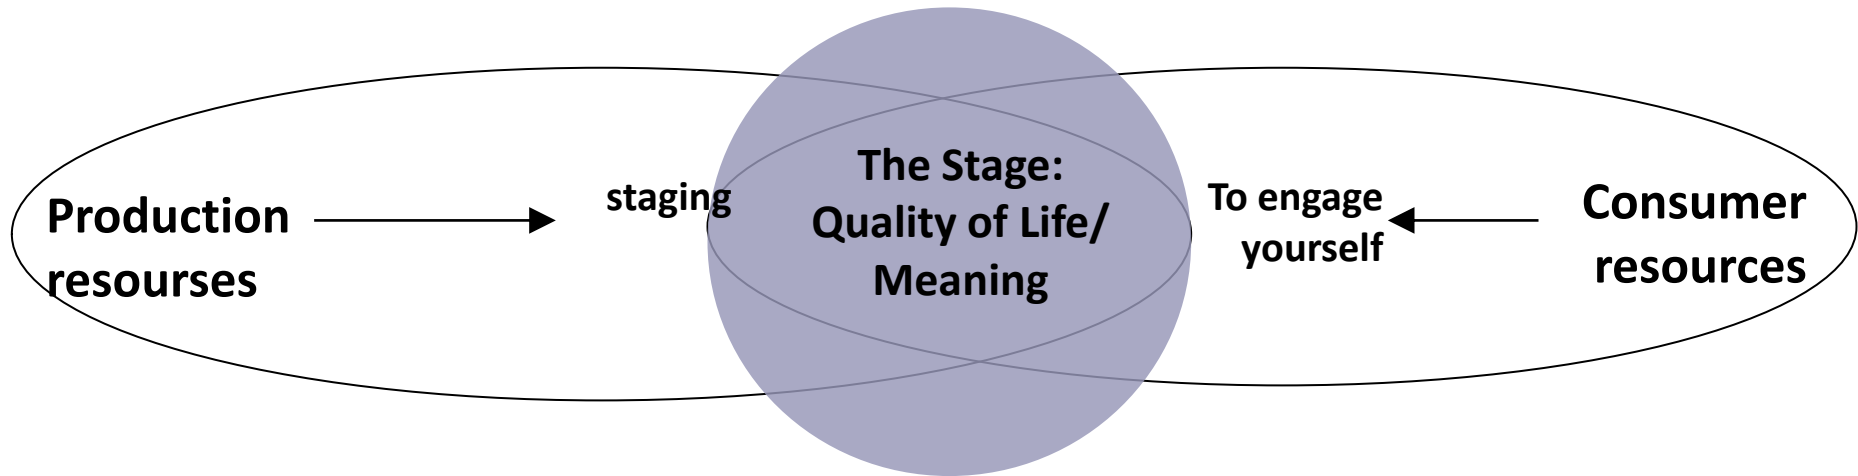 Production
resourses
staging
The Stage:
Quality of Life/
Meaning
To engage
yourself
Consumer
resources